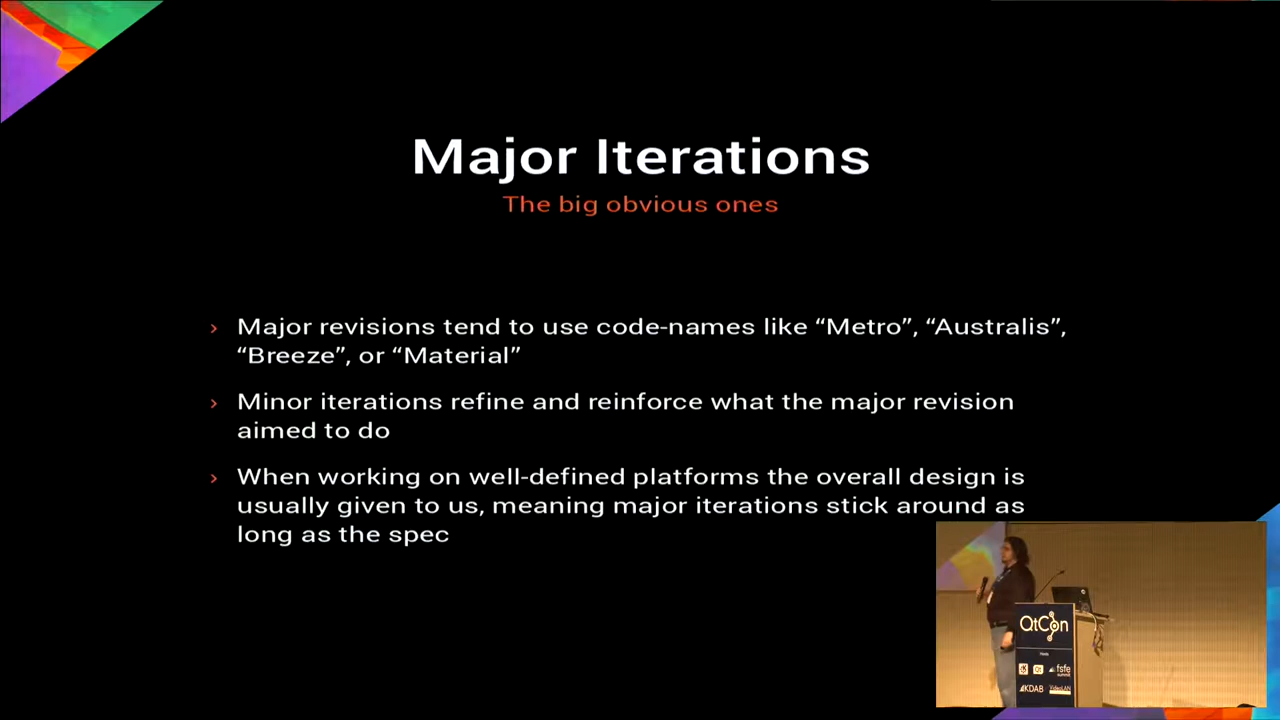 Major Iterations
The big obvious ones
› Major revisions tend to use code-names like “Metro”, “Australis”,
“Breeze”, or “Material”
› Minor iterations refine and reinforce what the major revision
aimed to do
› When working on well-defined platforms the overall design is
usually given to us, meaning major iterations stick around as
long as the spec
QtCon
Qt fsfe
summit
KDAB VideoLAN